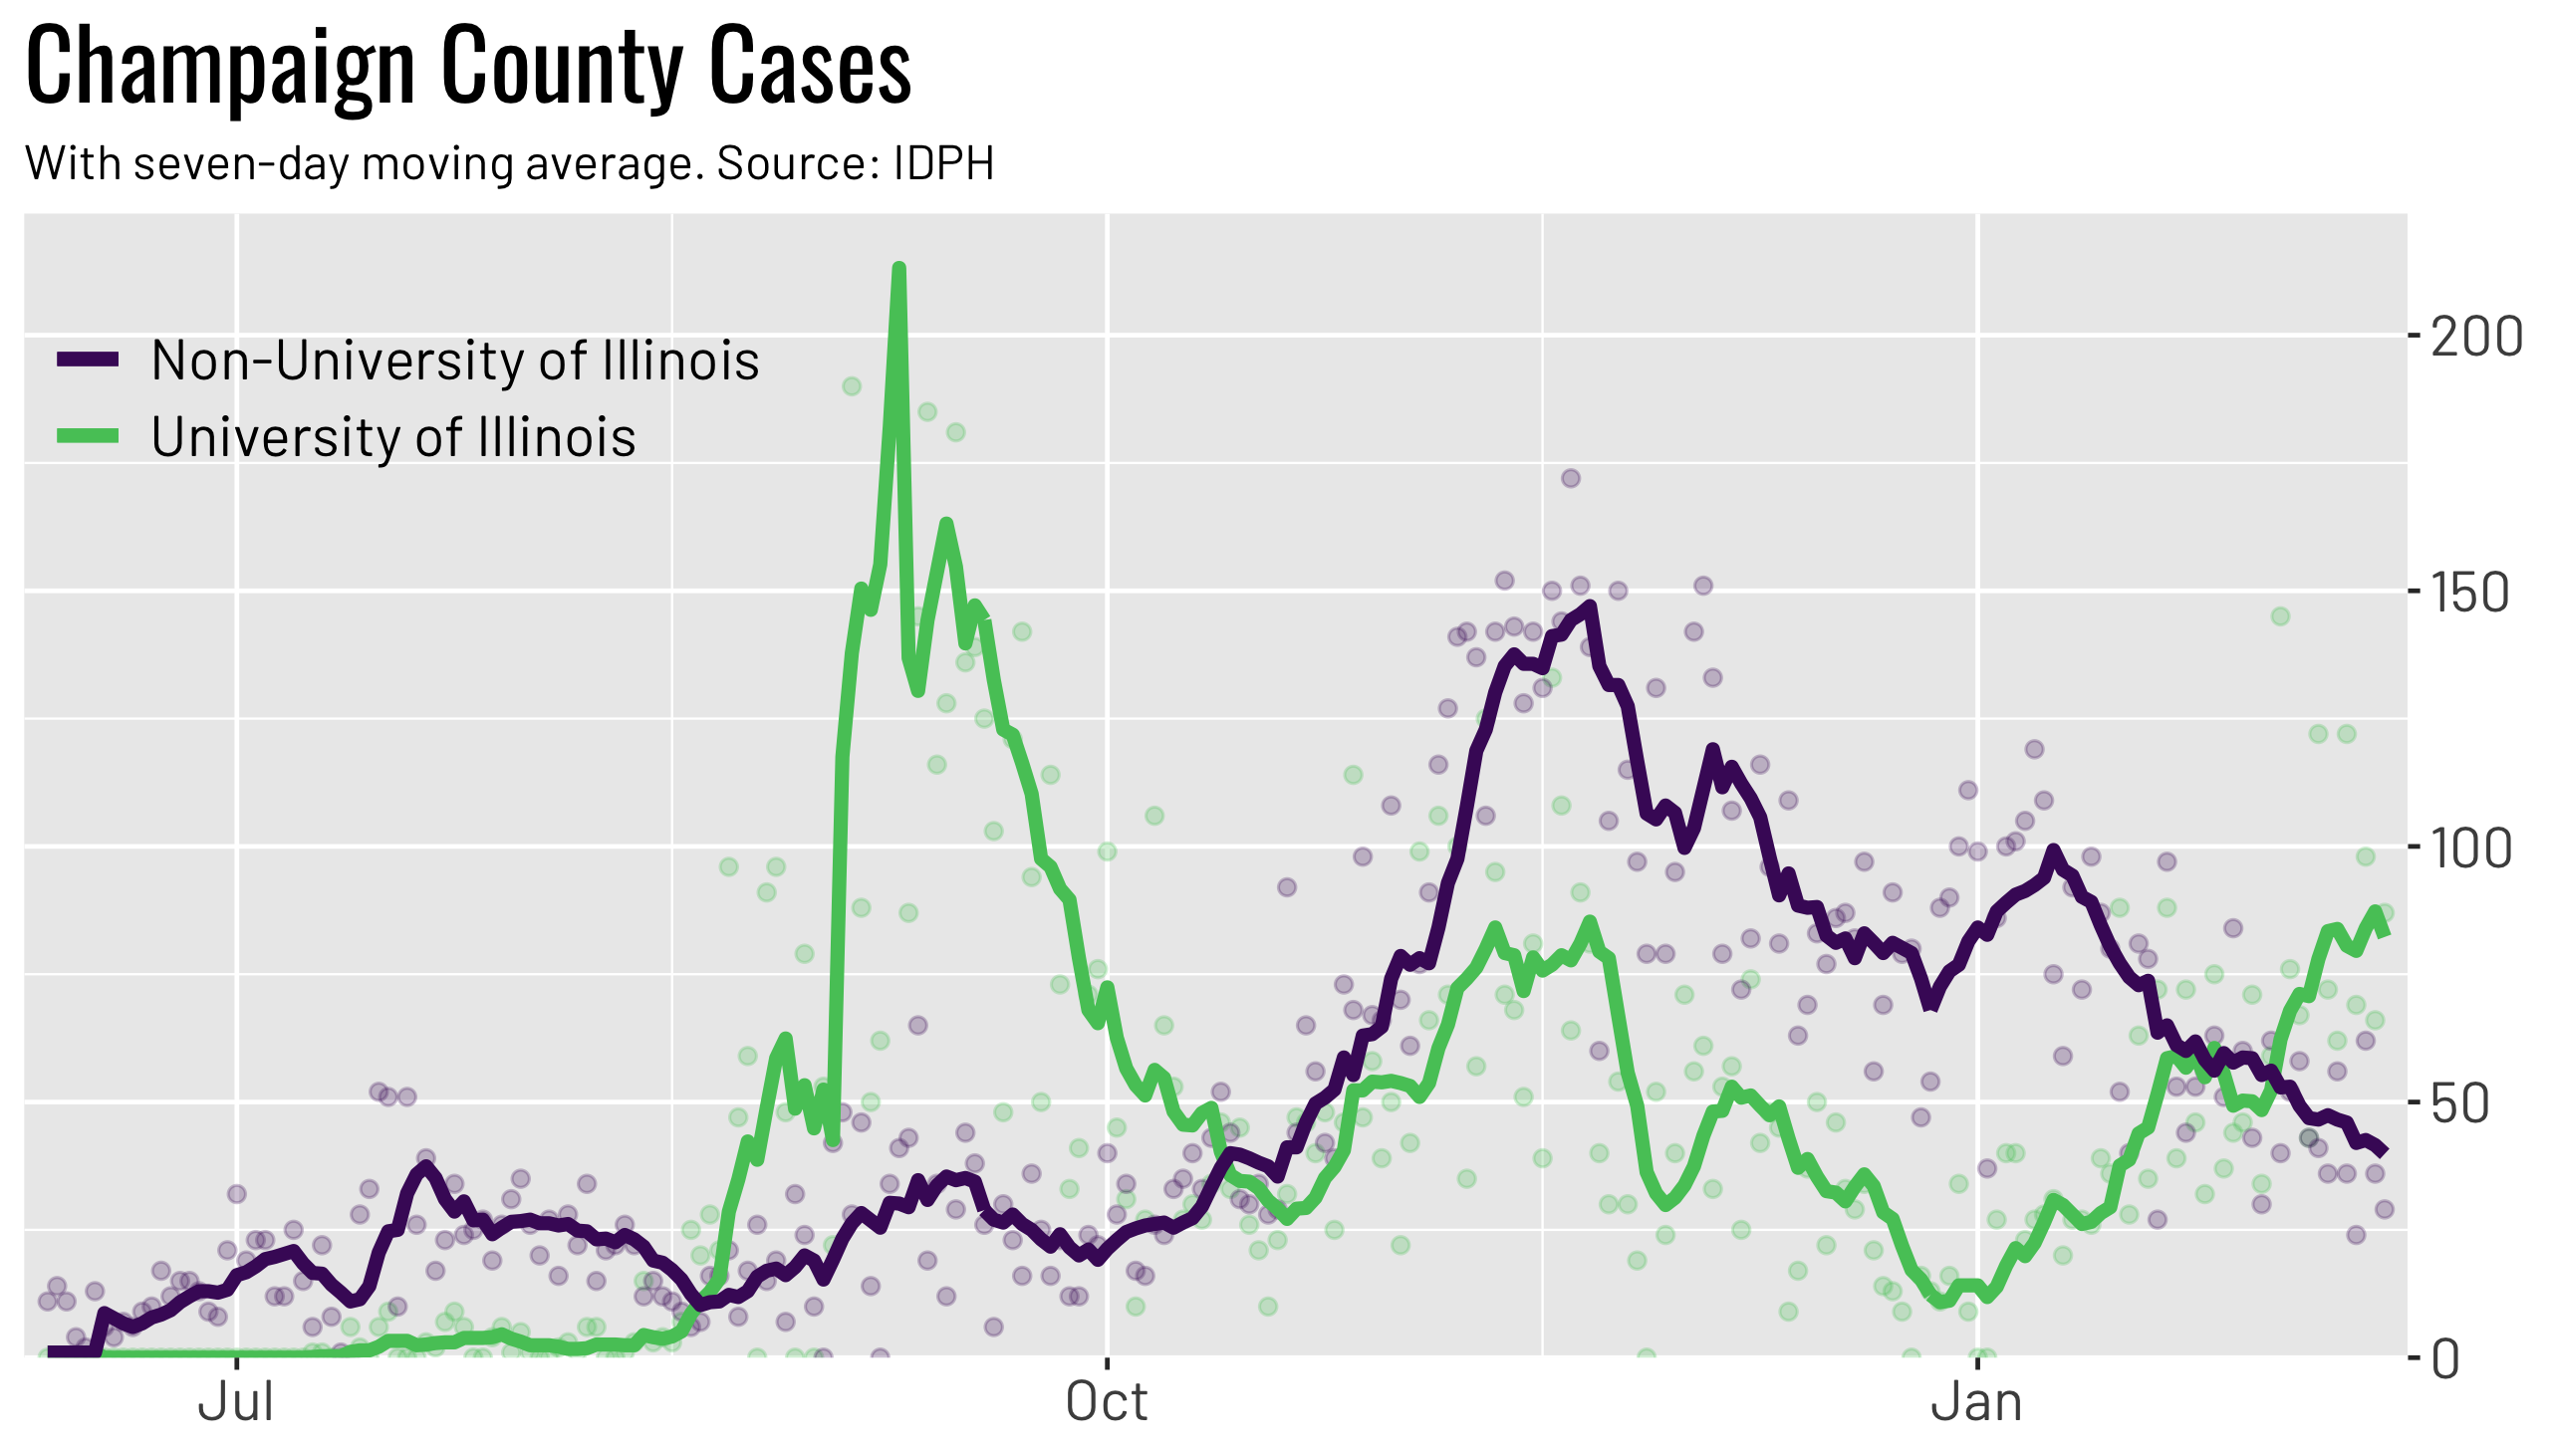 Champaign County Cases
With seven-day moving average. Source: IDPH
Non-University of Illinois
University of Illinois
200
150
100
50
0
Jul
Oct
Jan